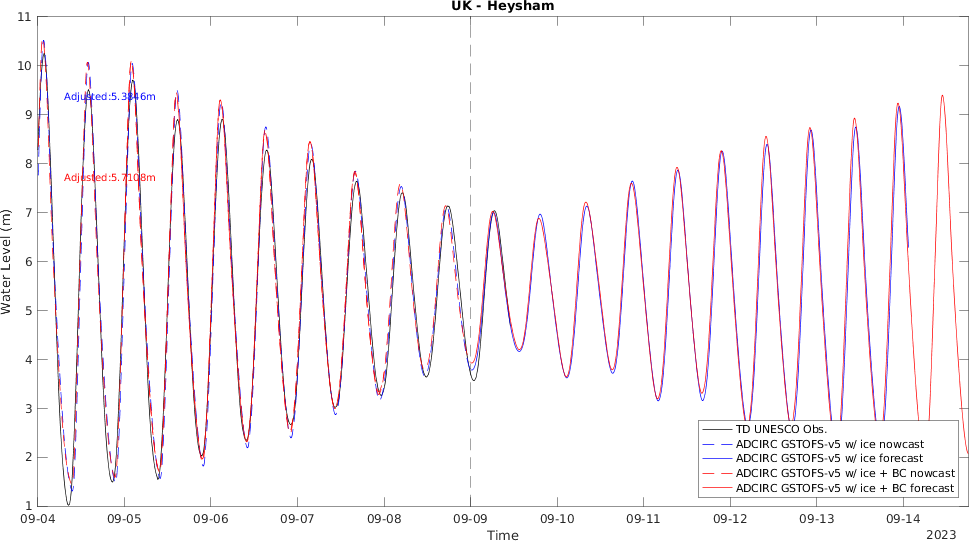 UK - Heysham
11
10
9
8
7
6
5
4
3
2
1
Water Level (m)
Adjusted:5.3846m
Adjusted:5.7108m
TD UNESCO Obs.
ADCIRC GSTOFS-v5 w/ ice nowcast
ADCIRC GSTOFS-v5 w/ ice forecast
ADCIRC GSTOFS-v5 w/ ice + BC nowcast
ADCIRC GSTOFS-v5 w/ ice + BC forecast
09-04 09-05 09-06 09-07 09-08 09-09 09-10 09-11 09-12 09-13 09-14
Time
2023